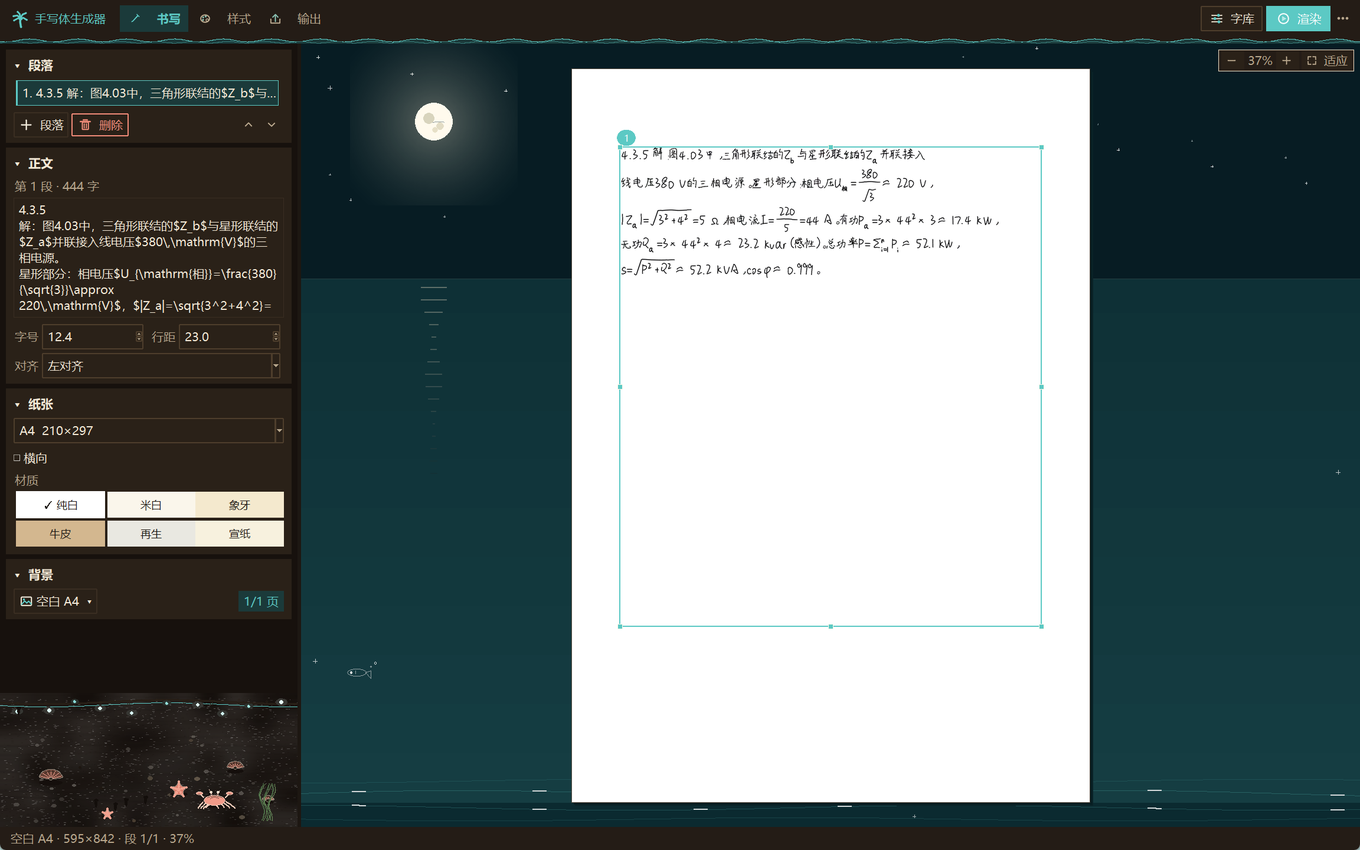 手写体生成器 书写 样式 输出 字库 渲染
段落
1. 4.3.5 解：图4.03中，三角形联结的$Z_b$与...
段落 删除
正文
第 1 段 · 444 字
4.3.5
解：图4.03中，三角形联结的$Z_b$与星形联结的
$Z_a$并联接入线电压$380\,\mathrm{V}$的三
相电源。
星形部分：相电压$U_{\mathrm{相}}=\frac{380}
{\sqrt{3}}\approx
220\,\mathrm{V}$，$|Z_a|=\sqrt{3^2+4^2}=
字号 12.4 行距 23.0
对齐 左对齐
纸张
A4 210×297
横向
材质
✓ 纯白 米白 象牙
牛皮 再生 宣纸
背景
空白 A4 1/1 页
37% 适应
1
4.3.5 解 图4.03中,三角形联结的Z_b与星形联结的Z_a并联接入
线电压380 V的三相电源。星形部分 相电压U_相=380/√3≈ 220 V，
|Z_a|=√3²+4²=5 Ω 相电流I=220/5=44 A。有功P_a=3×44²×3≈17.4 kW，
无功Q_a=3×44²×4≈23.2 kvar(感性)。总功率P=Σ P_i≈52.1 kW，
S=√P²+Q²≈52.2 KVA ,cosφ≈0.999。
空白 A4 · 595×842 · 段 1/1 · 37%